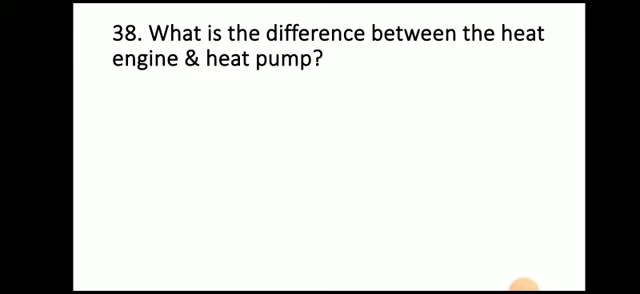 38. What is the difference between the heat
engine & heat pump?